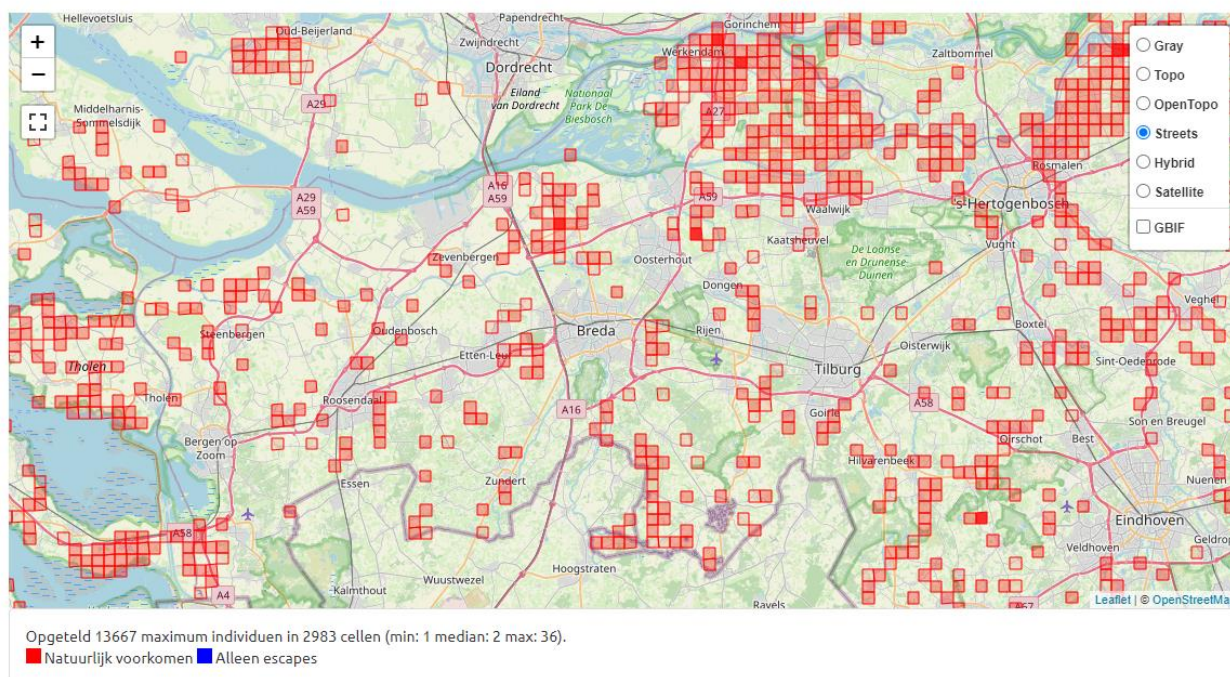 Hellevoetsluis
Papendrecht
Gorinchem
Oud-Beijerland
Zwijndrecht
Werkendam
Zaltbommel
Dordrecht
Eiland
van Dordrecht
Nationaal
Park De
Biesbosch
Middelharnis-
Sommelsdijk
A29
A27
Rosmalen
A16
A59
A29
A59
A59
Waalwijk
's-Hertogenbosch
Kaatsheuvel
Vught
De Loonse
en Drunense
Duinen
Zevenbergen
Oosterhout
Dongen
Veghel
Steenbergen
Oudenbosch
Breda
Rijen
Boxtel
Oisterwijk
Etten-Leur
Sint-Oedenrode
Tholen
Tilburg
Tholen
Roosendaal
A16
A58
Goirle
Son en Breugel
Bergen op
Zoom
Oirschot
Best
Hilvarenbeek
Essen
Zundert
Nuenen
Eindhoven
A58
Veldhoven
Geldrop
Hoogstraten
Wuustwezel
Kalmthout
A4
Ravels
A67
+
−
Gray
Topo
OpenTopo
Streets
Hybrid
Satellite
GBIF
Leaflet | © OpenStreetMa
Opgeteld 13667 maximum individuen in 2983 cellen (min: 1 median: 2 max: 36).
Natuurlijk voorkomen Alleen escapes